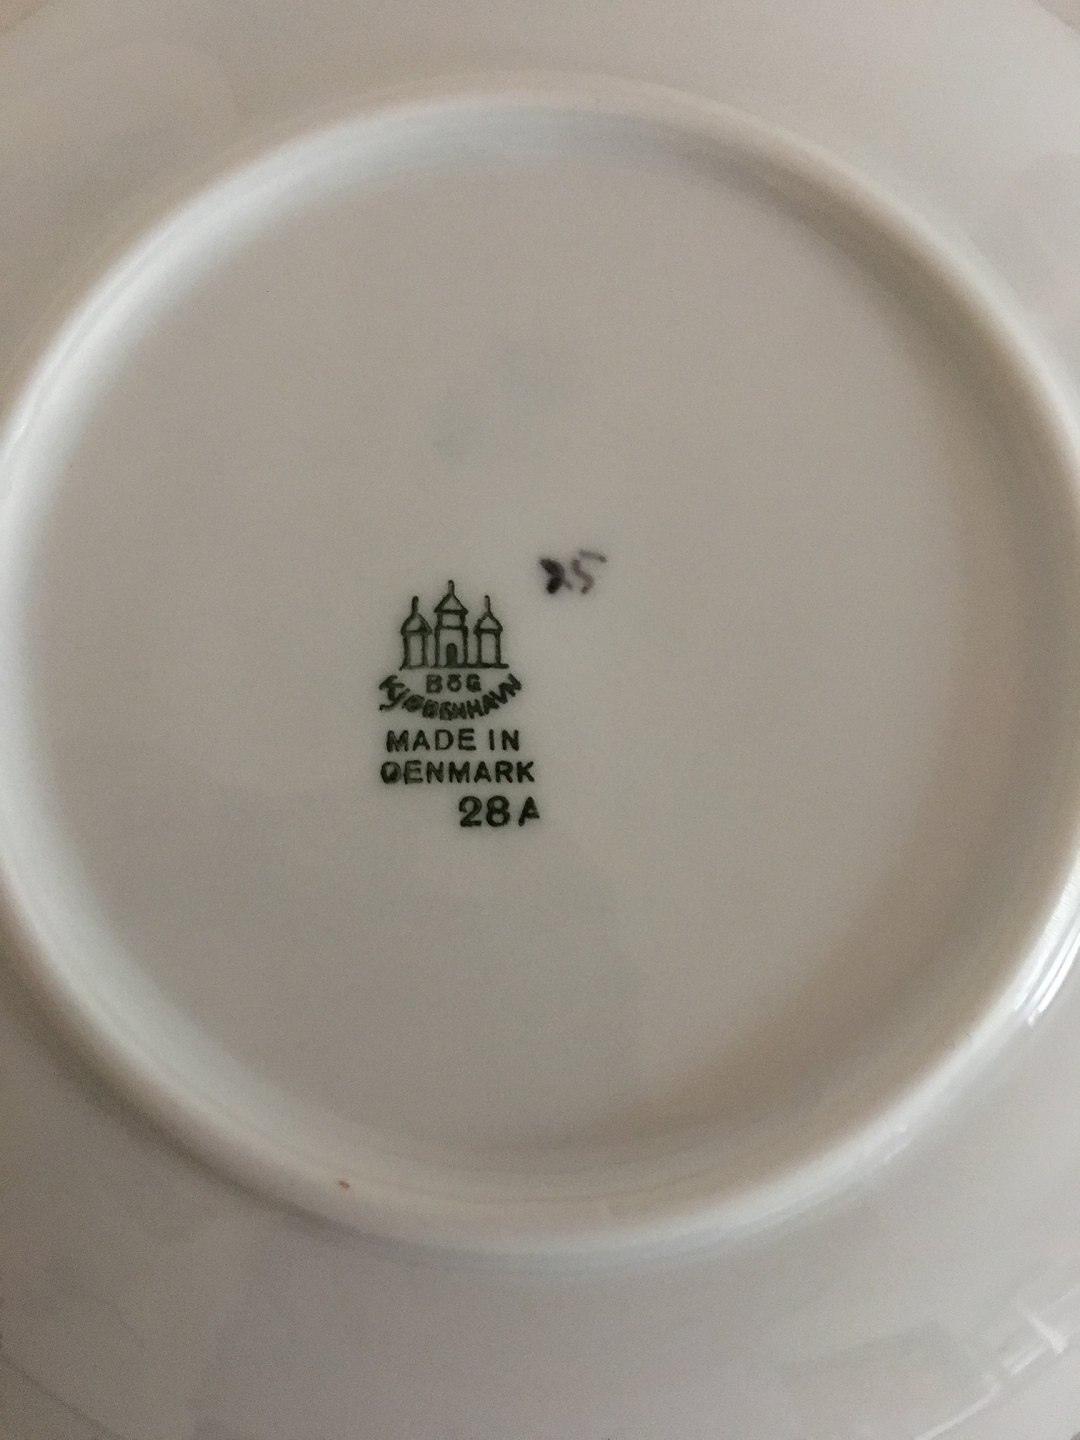 25
B&G
KJØBENHAVN
MADE IN
DENMARK
28A